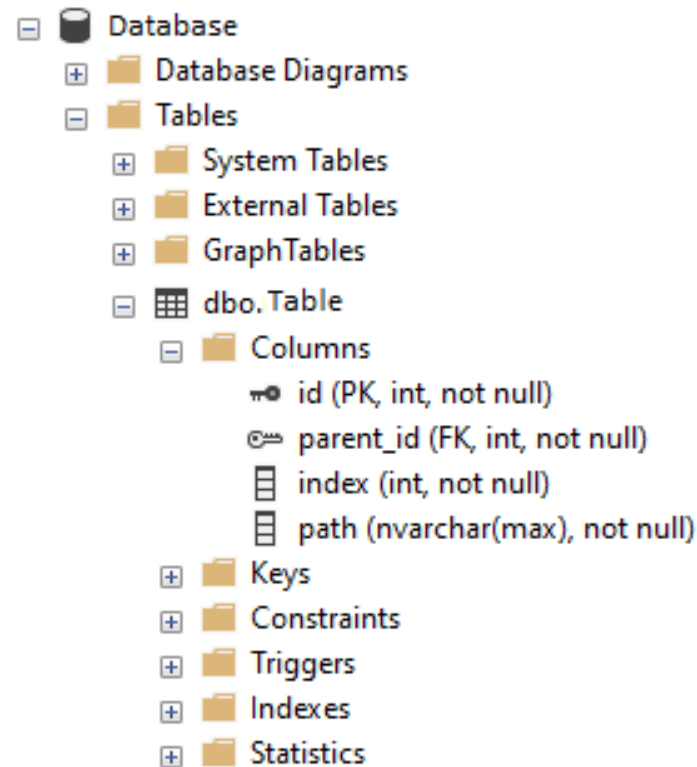 Database
Database Diagrams
Tables
System Tables
External Tables
GraphTables
dbo. Table
Columns
id (PK, int, not null)
parent_id (FK, int, not null)
index (int, not null)
path (nvarchar(max), not null)
Keys
Constraints
Triggers
Indexes
Statistics